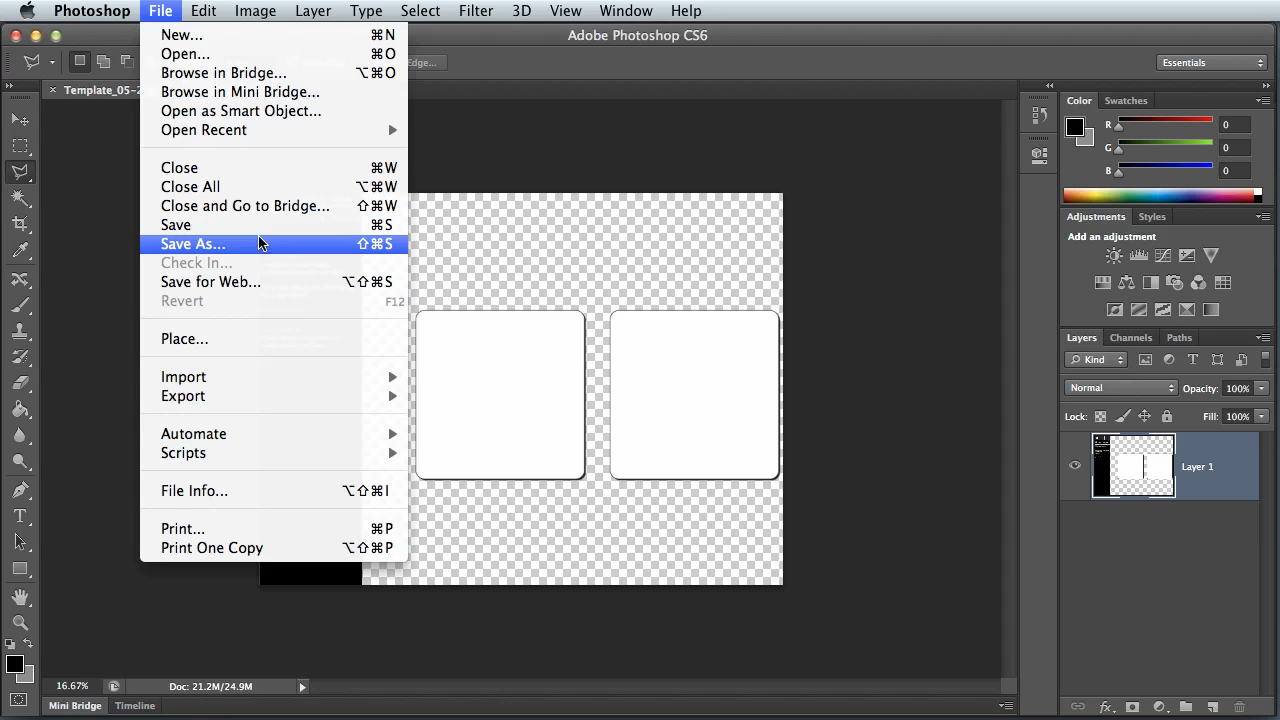 Photoshop File Edit Image Layer Type Select Filter 3D View Window Help
Adobe Photoshop CS6
Edge...
Essentials
Template_05-2
New... ⌘N
Open... ⌘O
Browse in Bridge... ⌥⌘O
Browse in Mini Bridge...
Open as Smart Object...
Open Recent
Close ⌘W
Close All ⌥⌘W
Close and Go to Bridge... ⇧⌘W
Save ⌘S
Save As... ⇧⌘S
Check In...
Save for Web... ⌥⇧⌘S
Revert F12
Place...
Import
Export
Automate
Scripts
File Info... ⌥⇧⌘I
Print... ⌘P
Print One Copy ⌥⇧⌘P
Color Swatches
R 0
G 0
B 0
Adjustments Styles
Add an adjustment
Layers Channels Paths
Kind
Normal Opacity: 100%
Lock: Fill: 100%
Layer 1
16.67% Doc: 21.2M/24.9M
Mini Bridge Timeline